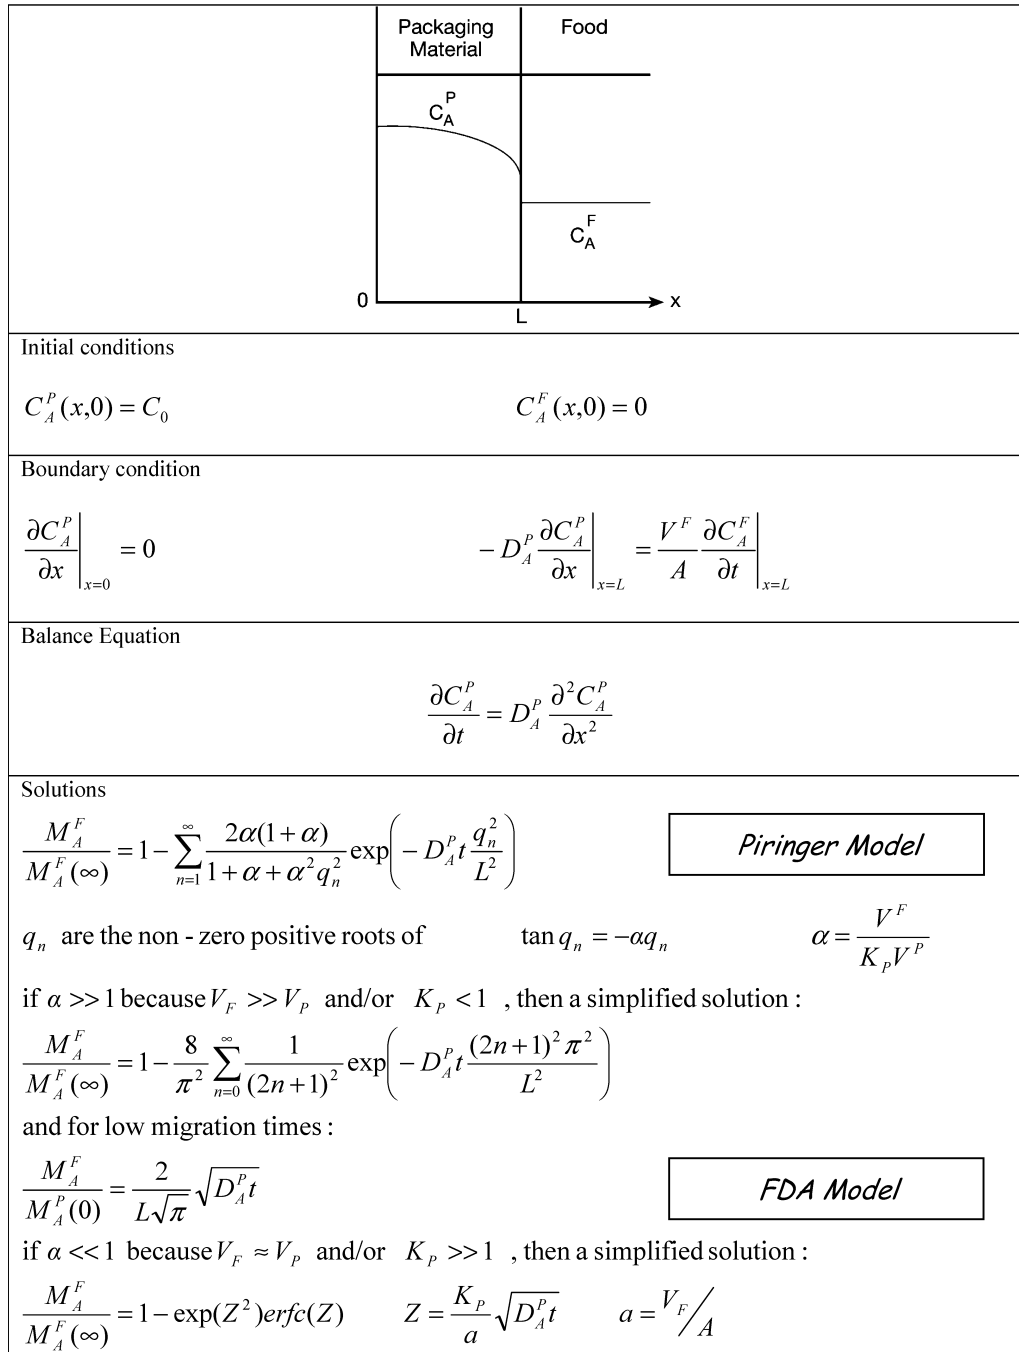 Packaging Material Food
C_A^P
C_A^F
0 L x
Initial conditions
C_A^P(x,0) = C_0 C_A^F(x,0) = 0
Boundary condition
∂C_A^P/∂x |_{x=0} = 0 − D_A^P ∂C_A^P/∂x |_{x=L} = V^F/A ∂C_A^F/∂t |_{x=L}
Balance Equation
∂C_A^P/∂t = D_A^P ∂²C_A^P/∂x²
Solutions
M_A^F/M_A^F(∞) = 1 − ∑_{n=1}^{∞} 2α(1+α)/(1+α+α²q_n²) exp(− D_A^P t q_n²/L²) Piringer Model
q_n are the non - zero positive roots of tan q_n = −αq_n α = V^F/(K_P V^P)
if α >> 1 because V_F >> V_P and/or K_P < 1 , then a simplified solution :
M_A^F/M_A^F(∞) = 1 − 8/π² ∑_{n=0}^{∞} 1/(2n+1)² exp(− D_A^P t (2n+1)²π²/L²)
and for low migration times :
M_A^F/M_A^P(0) = 2/(L√π) √(D_A^P t) FDA Model
if α << 1 because V_F ≈ V_P and/or K_P >> 1 , then a simplified solution :
M_A^F/M_A^F(∞) = 1 − exp(Z²)erfc(Z) Z = K_P/a √(D_A^P t) a = V_F/A